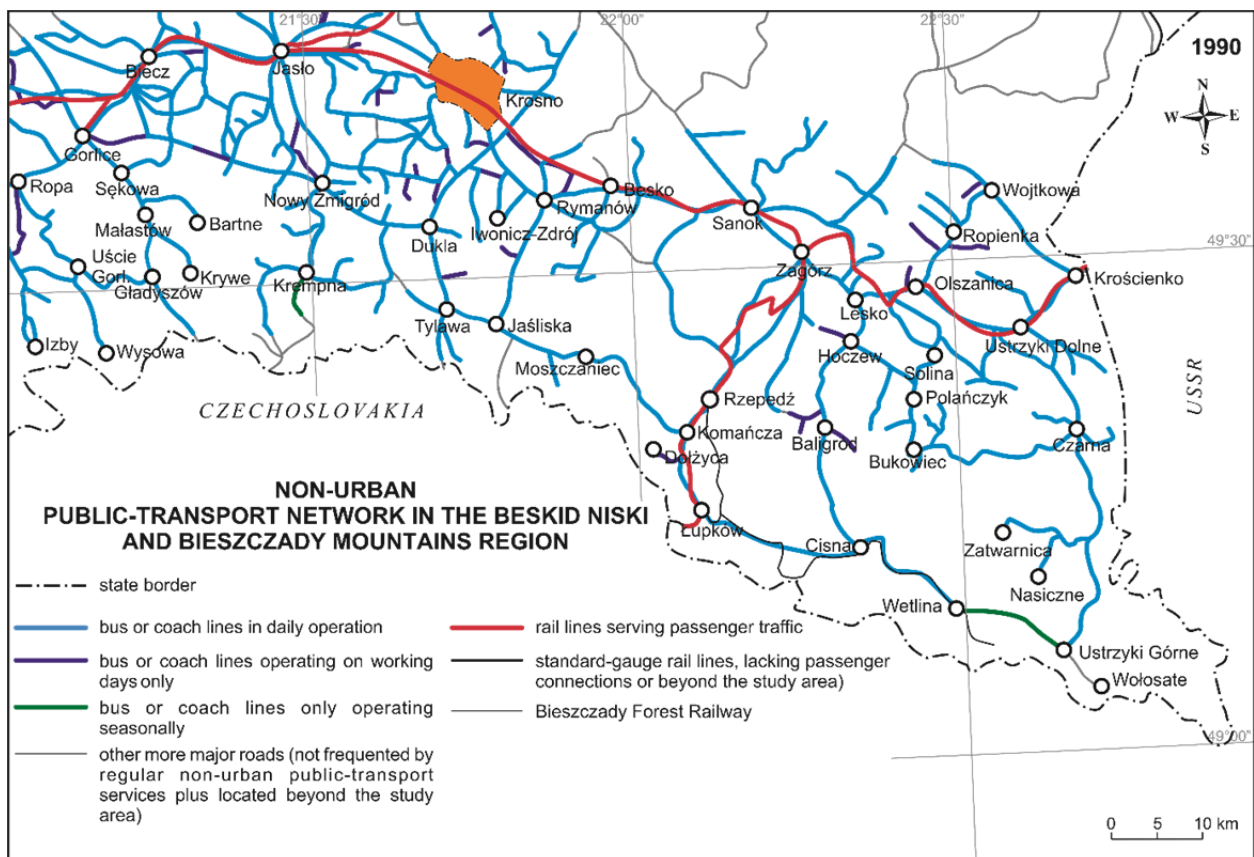 21°30'
22°00'
22°30'
1990
N
W E
S
Biecz
Jasło
Krosno
Gorlice
Ropa
Sękowa
Nowy Żmigród
Besko
Rymanów
Sanok
Wojtkowa
Małastów
Bartne
Dukla
Iwonicz-Zdrój
Ropienka
49°30'
Uście
Gorl.
Gładyszów
Krywe
Krempna
Zagórz
Olszanica
Krościenko
Lesko
Tylawa
Jaśliska
Ustrzyki Dolne
Izby
Wysowa
Moszczaniec
Hoczew
Solina
CZECHOSLOVAKIA
USSR
Rzepedź
Polańczyk
Komańcza
Baligród
Czarna
Dołżyca
Bukowiec
NON-URBAN
PUBLIC-TRANSPORT NETWORK IN THE BESKID NISKI
AND BIESZCZADY MOUNTAINS REGION
Łupków
Cisna
Zatwarnica
Nasiczne
Wetlina
Ustrzyki Górne
Wołosate
49°00'
state border
bus or coach lines in daily operation
bus or coach lines operating on working
days only
bus or coach lines only operating
seasonally
other more major roads (not frequented by
regular non-urban public-transport
services plus located beyond the study
area)
rail lines serving passenger traffic
standard-gauge rail lines, lacking passenger
connections or beyond the study area)
Bieszczady Forest Railway
0 5 10 km